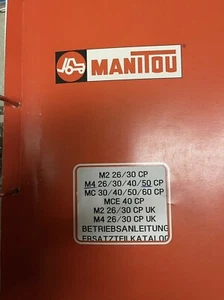 MANITOU
M2 26/30 CP
M4 26/30/40/50 CP
MC 30/40/50/60 CP
MCE 40 CP
M2 26/30 CP UK
M4 26/30 CP UK
BETRIEBSANLEITUNG
ERSATZTEILKATALOG